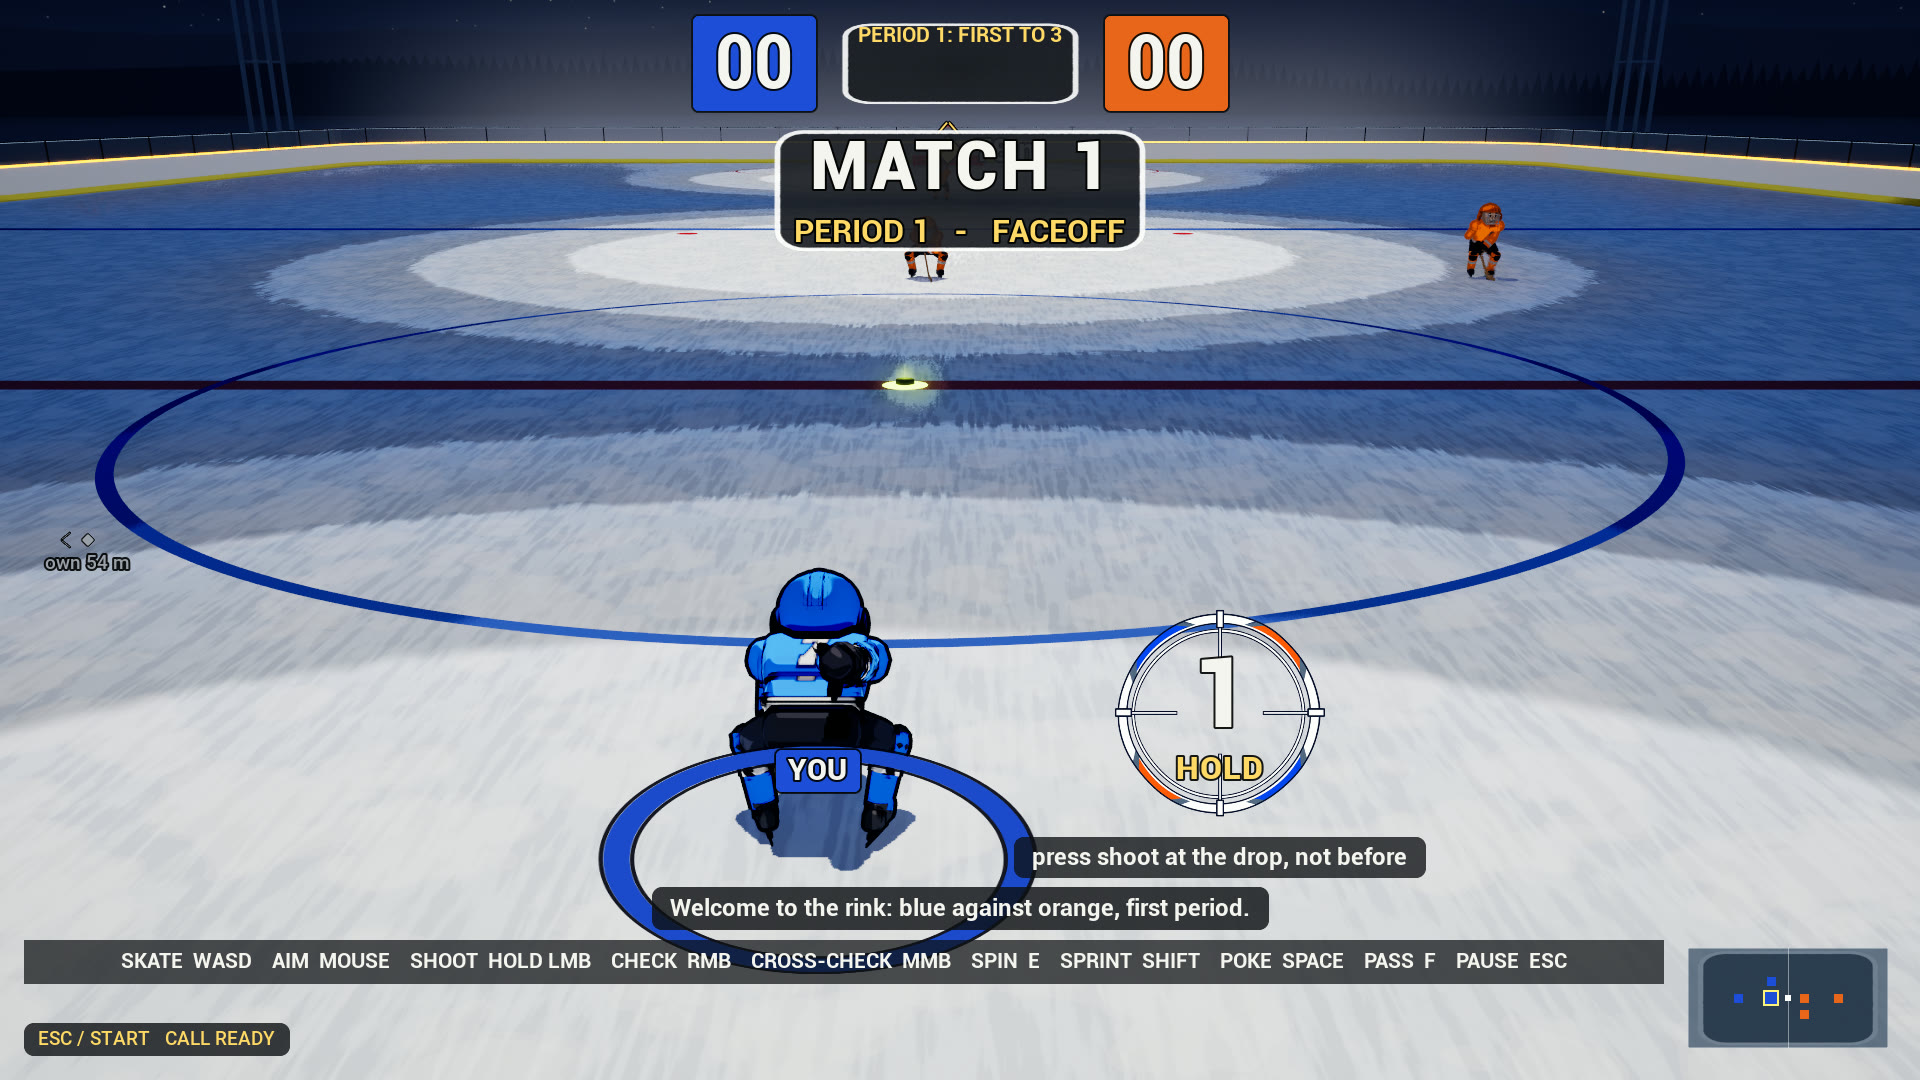 00
PERIOD 1: FIRST TO 3
00
MATCH 1
PERIOD 1 - FACEOFF
own 54 m
1
HOLD
YOU
press shoot at the drop, not before
Welcome to the rink: blue against orange, first period.
SKATE WASD AIM MOUSE SHOOT HOLD LMB CHECK RMB CROSS-CHECK MMB SPIN E SPRINT SHIFT POKE SPACE PASS F PAUSE ESC
ESC / START CALL READY